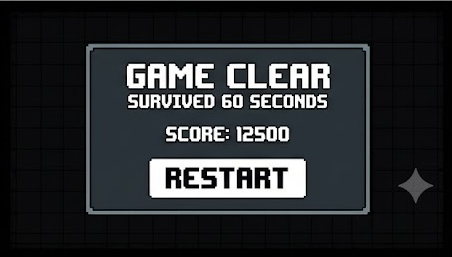 GAME CLEAR
SURVIVED 60 SECONDS
SCORE: 12500
RESTART